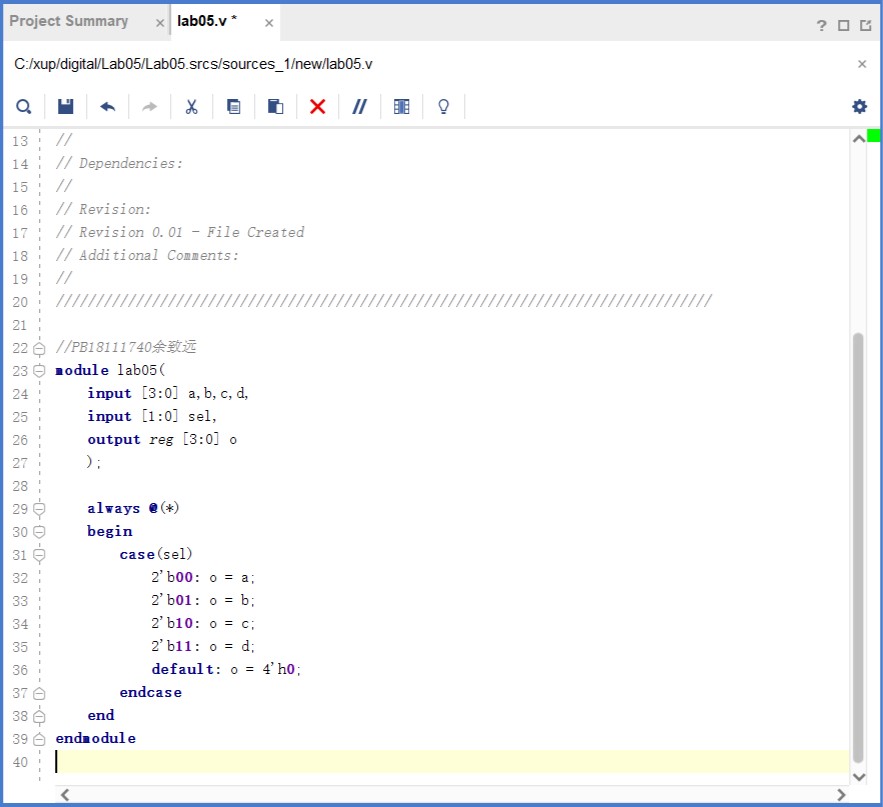 Project Summary × lab05.v * ×
? 
C:/xup/digital/Lab05/Lab05.srcs/sources_1/new/lab05.v ×
13 //
14 // Dependencies:
15 //
16 // Revision:
17 // Revision 0.01 - File Created
18 // Additional Comments:
19 //
20 //////////////////////////////////////////////////////////////////////////////////
21
22 //PB18111740余致远
23 module lab05(
24 input [3:0] a,b,c,d,
25 input [1:0] sel,
26 output reg [3:0] o
27 );
28
29 always @(*)
30 begin
31 case(sel)
32 2'b00: o = a;
33 2'b01: o = b;
34 2'b10: o = c;
35 2'b11: o = d;
36 default: o = 4'h0;
37 endcase
38 end
39 endmodule
40